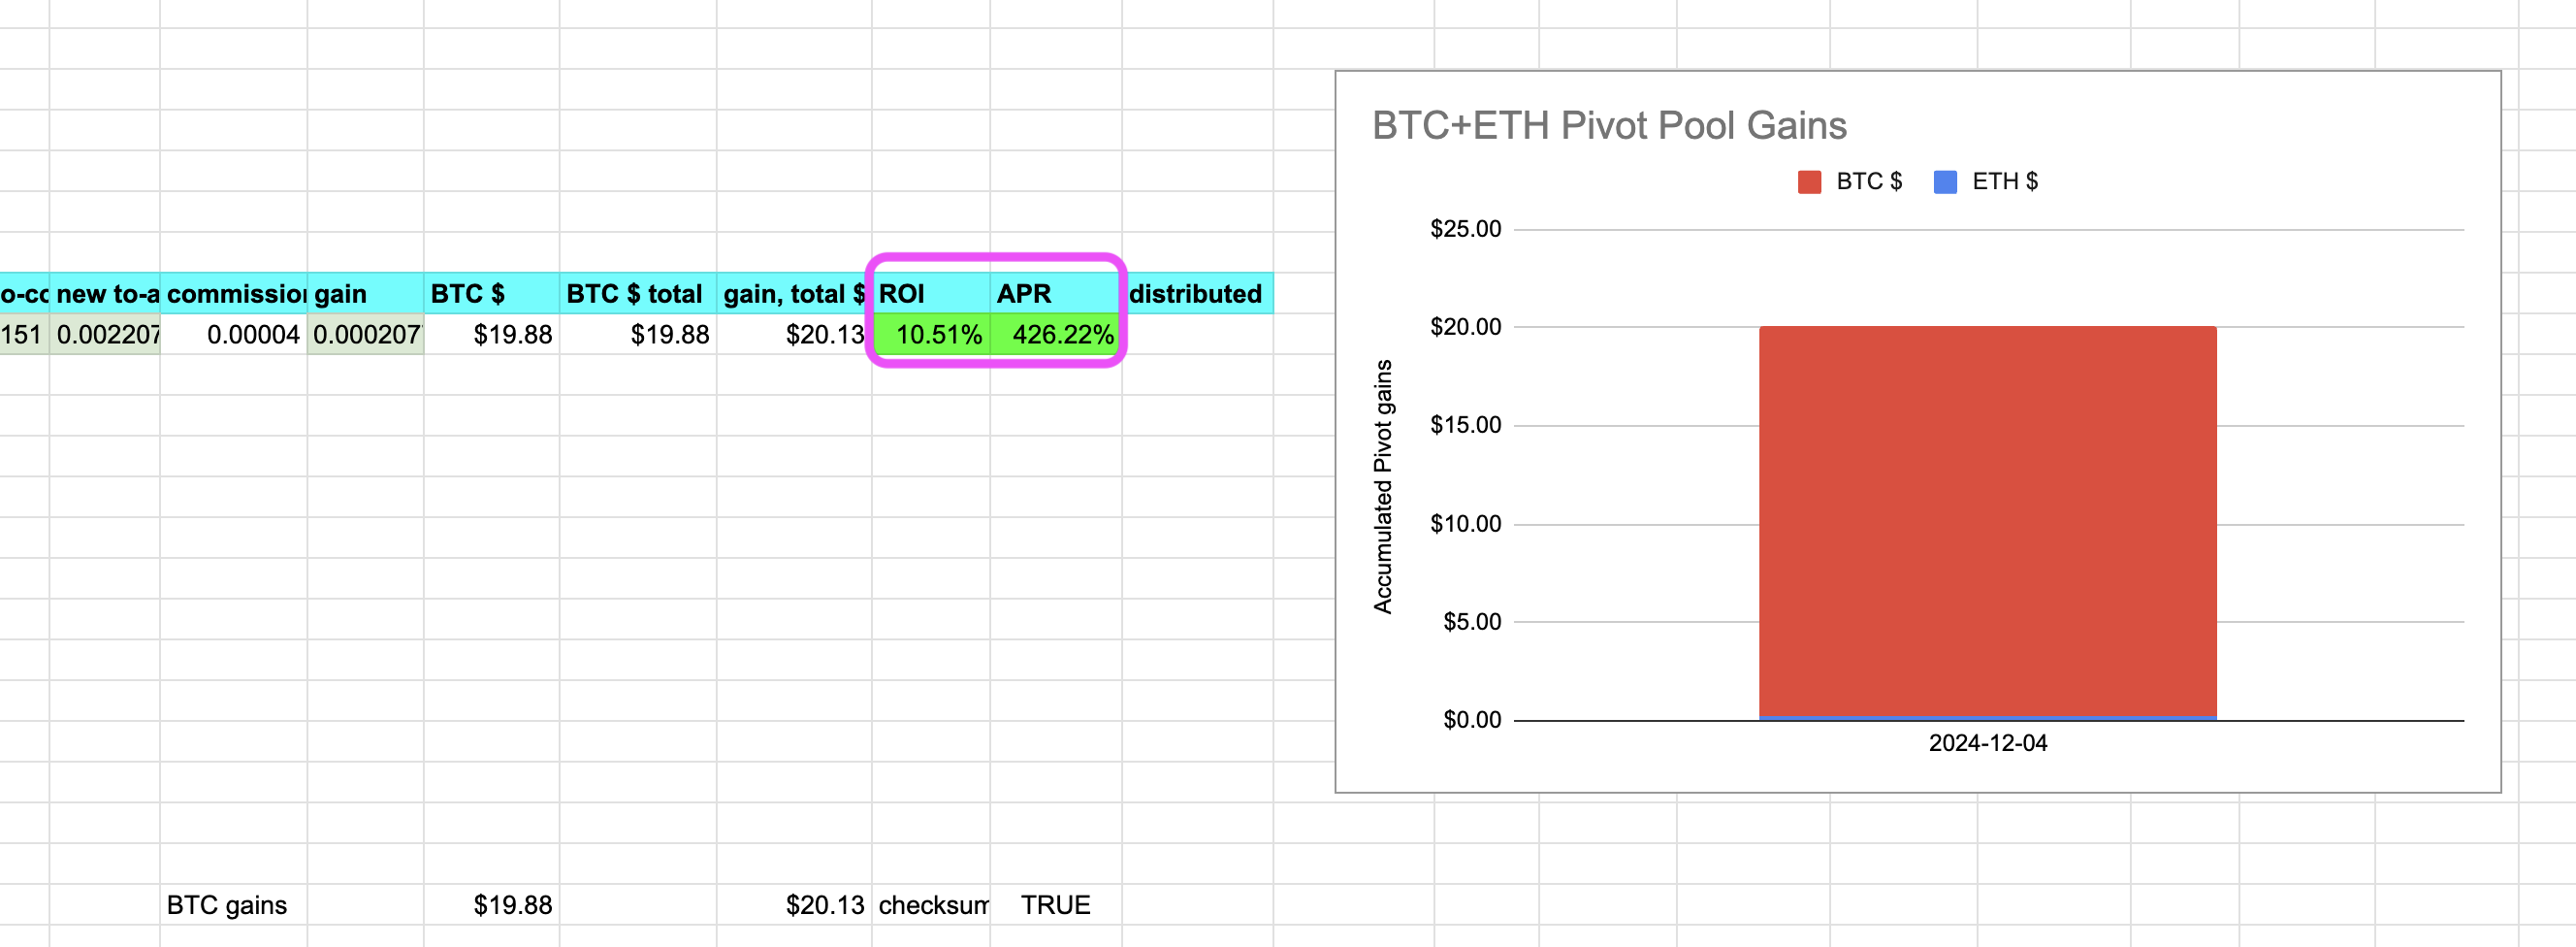 o-cc new to-a commission gain BTC $ BTC $ total gain, total $ ROI APR distributed
151 0.002207 0.00004 0.000207 $19.88 $19.88 $20.13 10.51% 426.22%
BTC gains $19.88 $20.13 checksum TRUE
BTC+ETH Pivot Pool Gains
BTC $ ETH $
Accumulated Pivot gains
$25.00
$20.00
$15.00
$10.00
$5.00
$0.00
2024-12-04